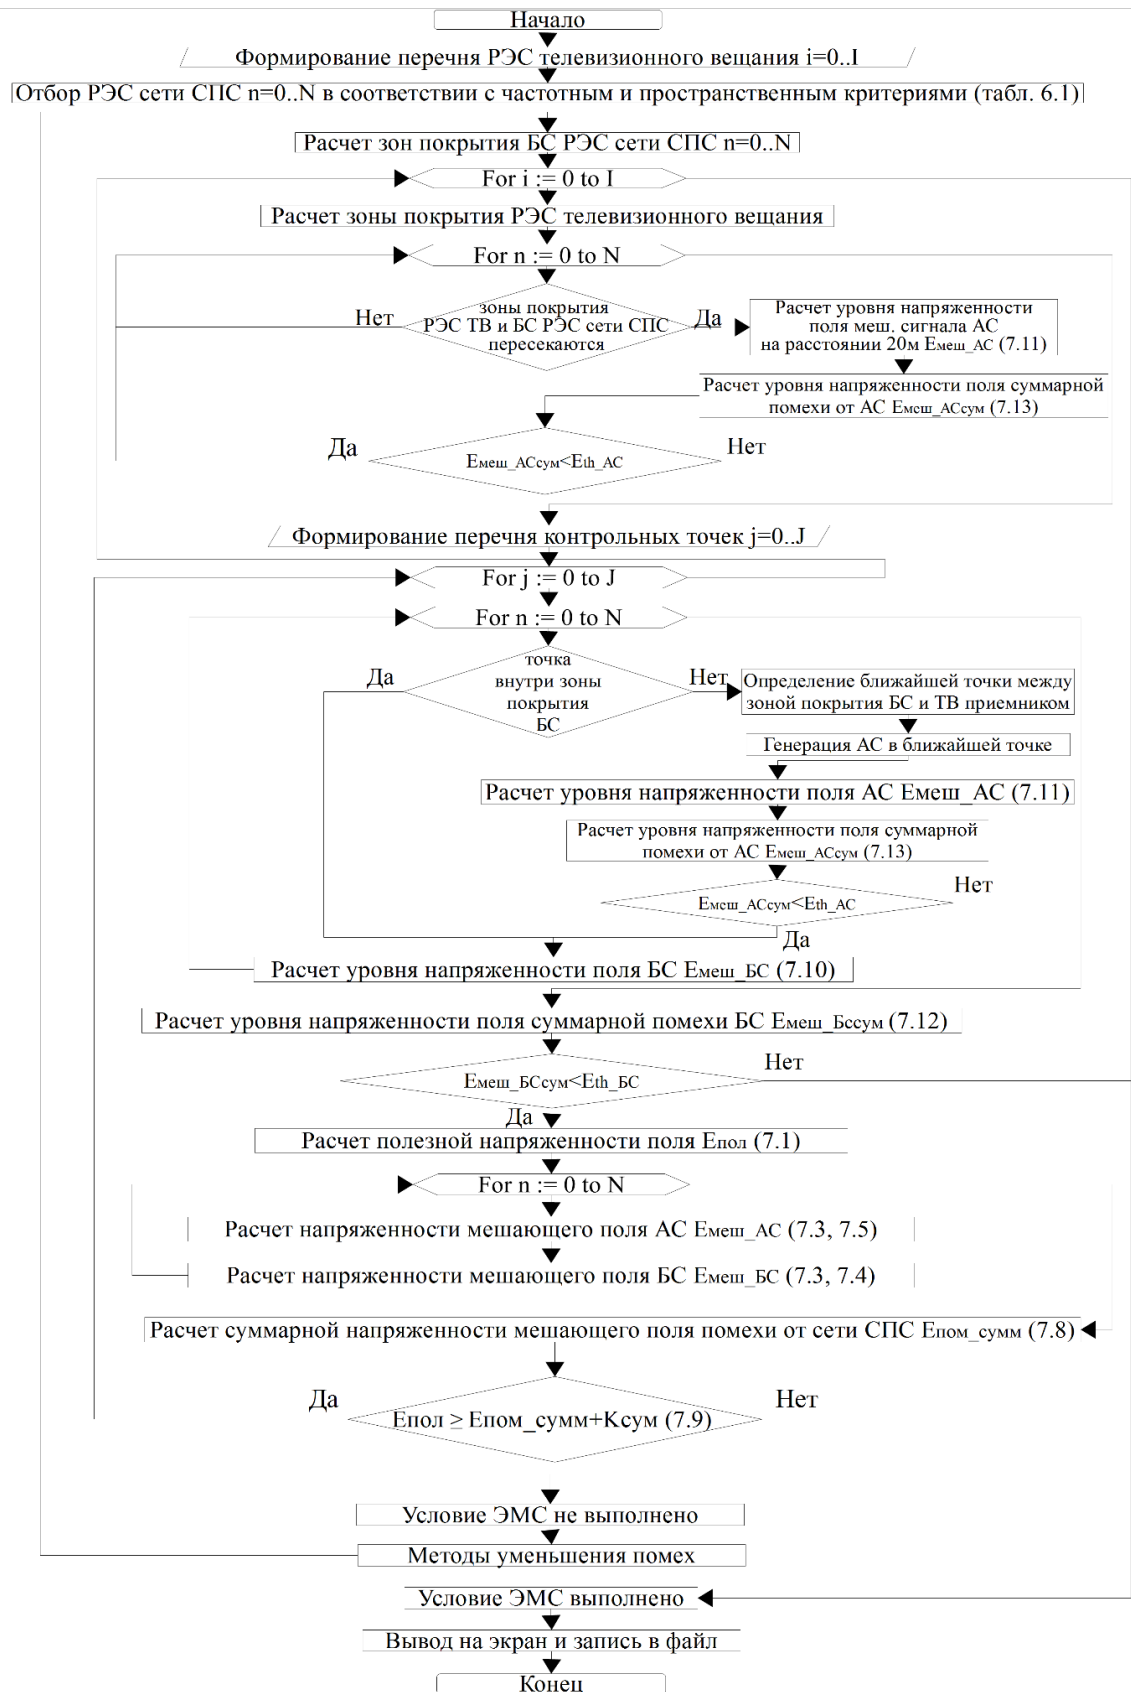 Начало
Формирование перечня РЭС телевизионного вещания i=0..I
Отбор РЭС сети СПС n=0..N в соответствии с частотным и пространственным критериями (табл. 6.1)
Расчет зон покрытия БС РЭС сети СПС n=0..N
For i := 0 to I
Расчет зоны покрытия РЭС телевизионного вещания
For n := 0 to N
зоны покрытия
РЭС ТВ и БС РЭС сети СПС
пересекаются
Нет
Да
Расчет уровня напряженности
поля меш. сигнала АС
на расстоянии 20м Емеш_АС (7.11)
Расчет уровня напряженности поля суммарной
помехи от АС Емеш_АСсум (7.13)
Да
Емеш_АСсум<Eth_АС
Нет
Формирование перечня контрольных точек j=0..J
For j := 0 to J
For n := 0 to N
точка
внутри зоны
покрытия
БС
Да
Нет
Определение ближайшей точки между
зоной покрытия БС и ТВ приемником
Генерация АС в ближайшей точке
Расчет уровня напряженности поля АС Емеш_АС (7.11)
Расчет уровня напряженности поля суммарной
помехи от АС Емеш_АСсум (7.13)
Емеш_АСсум<Eth_АС
Нет
Да
Расчет уровня напряженности поля БС Емеш_БС (7.10)
Расчет уровня напряженности поля суммарной помехи БС Емеш_Бссум (7.12)
Емеш_БСсум<Eth_БС
Нет
Да
Расчет полезной напряженности поля Епол (7.1)
For n := 0 to N
Расчет напряженности мешающего поля АС Емеш_АС (7.3, 7.5)
Расчет напряженности мешающего поля БС Емеш_БС (7.3, 7.4)
Расчет суммарной напряженности мешающего поля помехи от сети СПС Епом_сумм (7.8)
Да
Епол ≥ Епом_сумм+Ксум (7.9)
Нет
Условие ЭМС не выполнено
Методы уменьшения помех
Условие ЭМС выполнено
Вывод на экран и запись в файл
Конец